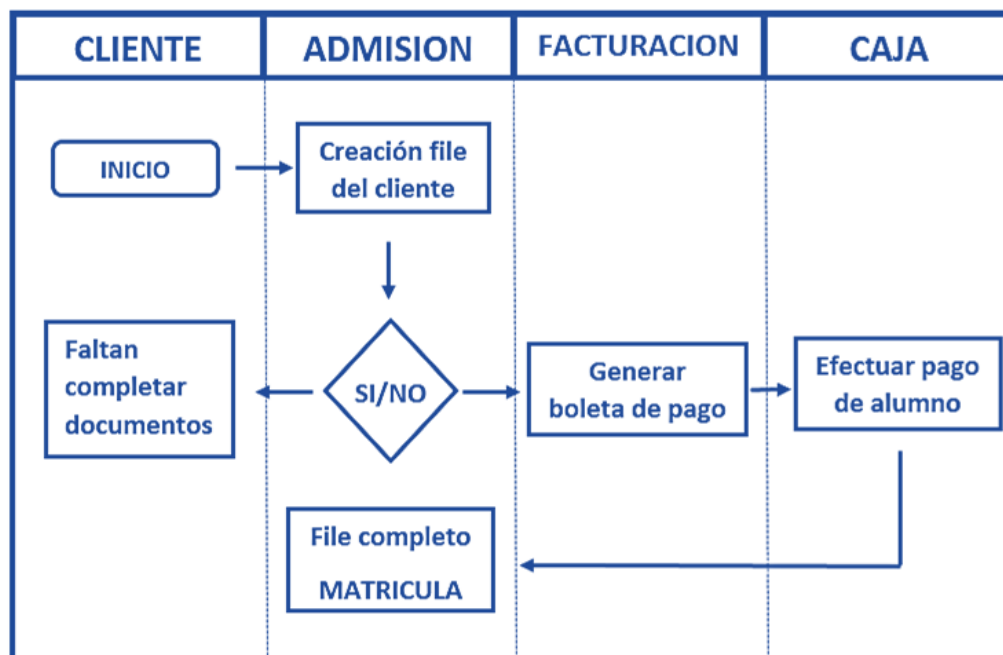 CLIENTE
ADMISION
FACTURACION
CAJA
INICIO
Creación file
del cliente
Faltan
completar
documentos
SI/NO
Generar
boleta de pago
Efectuar pago
de alumno
File completo
MATRICULA